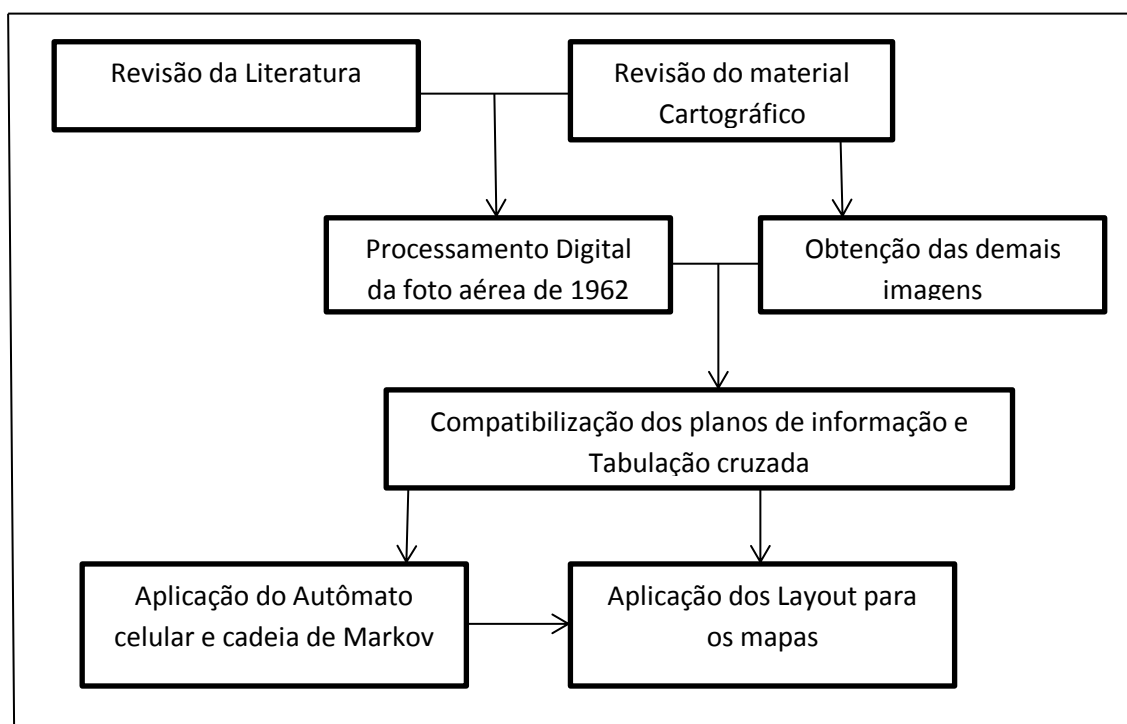 Revisão da Literatura
Revisão do material
Cartográfico
Processamento Digital
da foto aérea de 1962
Obtenção das demais
imagens
Compatibilização dos planos de informação e
Tabulação cruzada
Aplicação do Autômato
celular e cadeia de Markov
Aplicação dos Layout para
os mapas